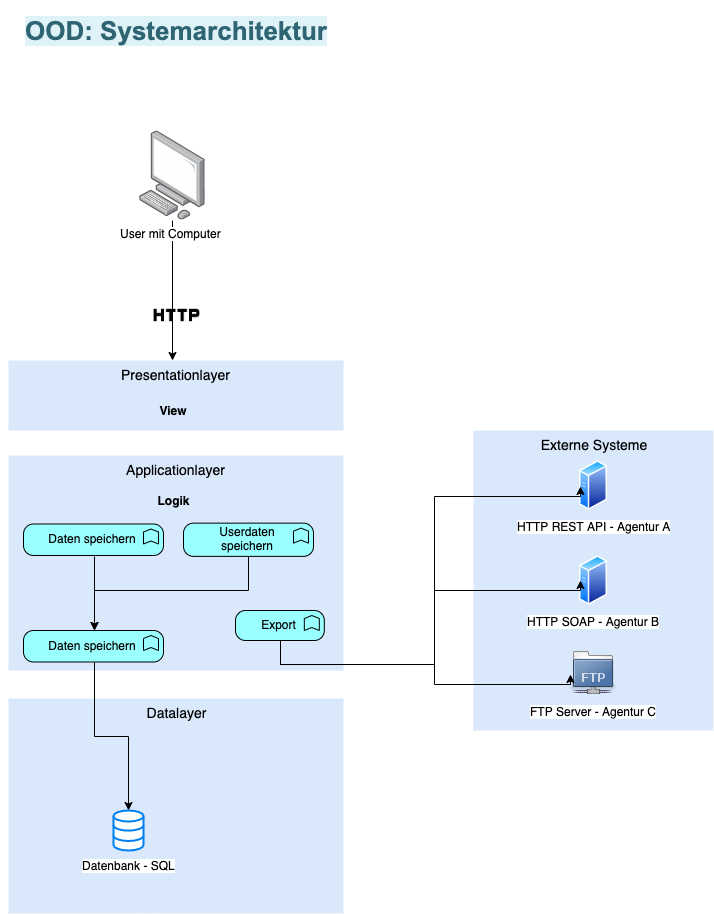 OOD: Systemarchitektur
User mit Computer
HTTP
Presentationlayer
View
Applicationlayer
Logik
Daten speichern
Userdaten
speichern
Daten speichern
Export
Datalayer
Datenbank - SQL
Externe Systeme
HTTP REST API - Agentur A
HTTP SOAP - Agentur B
FTP
FTP Server - Agentur C